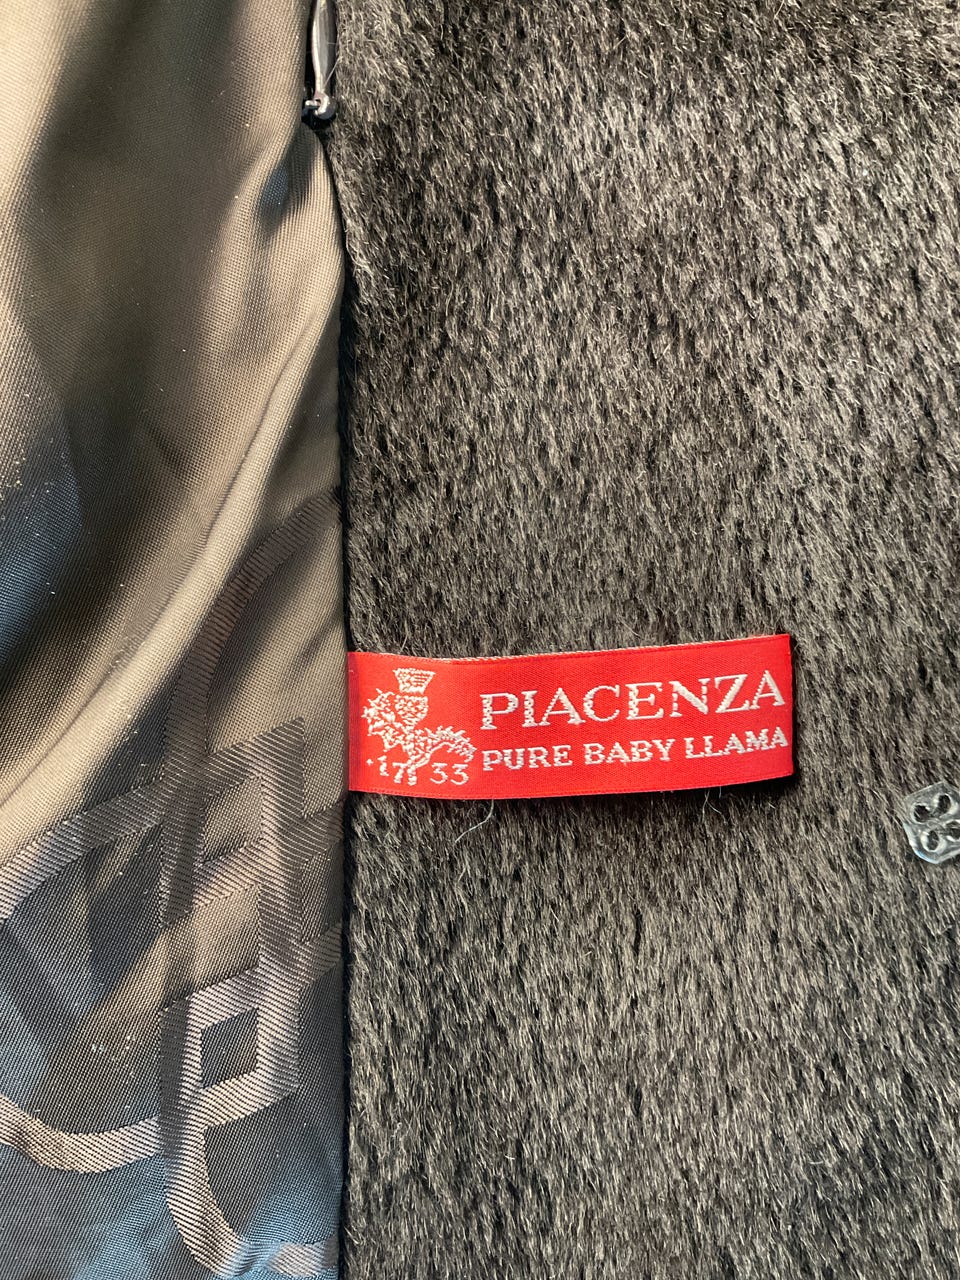 PIACENZA
PURE BABY LLAMA
·1733